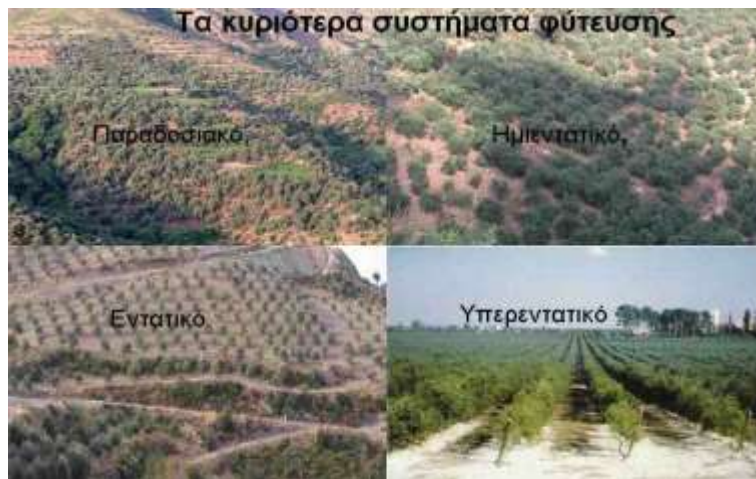 Τα κυριότερα συστήματα φύτευσης
Παραδοσιακό,
Ημιεντατικό,
Εντατικό
Υπερεντατικό